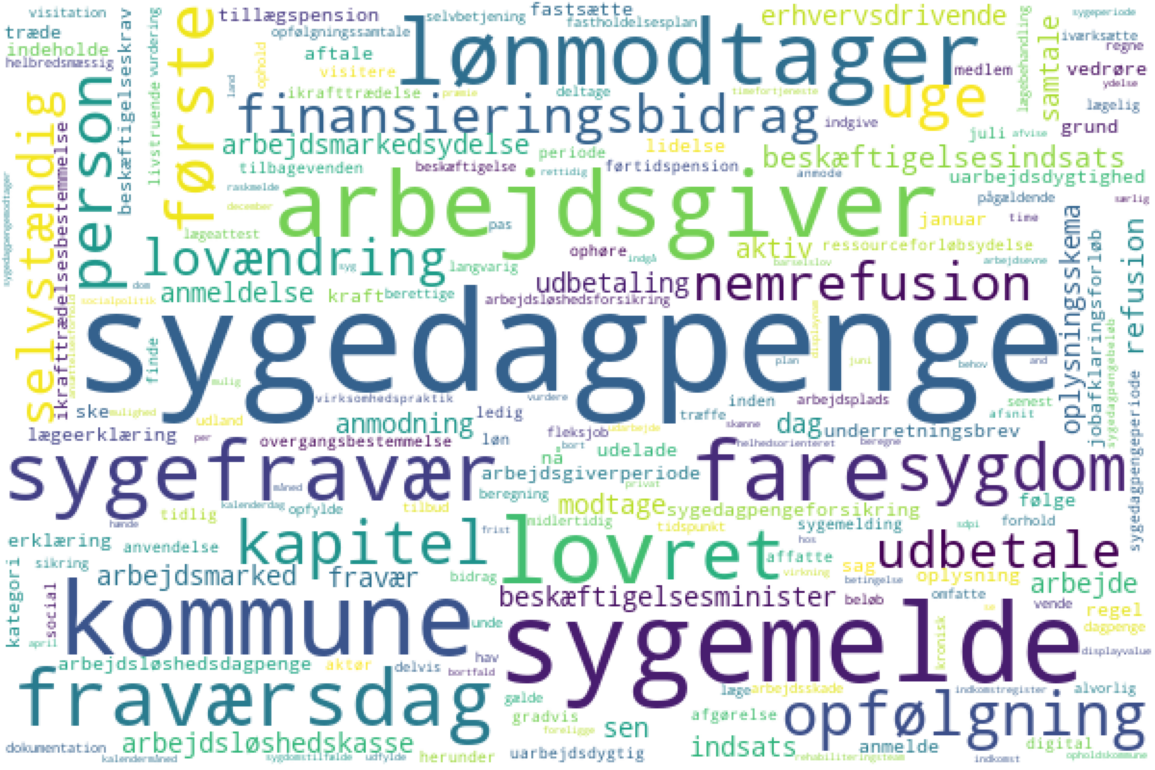 visitation
træde
indeholde
helbredsmæssig
beskæftigelseskrav
livstruende
vurdering
første
tillægspension
opfølgningssamtale
aftale
visitere
ikrafttrædelse
præmie
land
ophold
selvbetjening
fastsætte
fastholdelsesplan
lønmodtager
deltage
timefortjeneste
medlem
erhvervsdrivende
uge
lægebehandling
samtale
sygeperiode
iværksætte
regne
vedrøre
ydelse
lægelig
grund
finansieringsbidrag
indgive
juli
afvise
selvstændig
person
ikrafttrædelsesbestemmelse
sygedagpengemodtager
arbejdsmarkedsydelse
tilbagevenden
beskæftigelse
periode
rettidig
lidelse
førtidspension
anmode
beskæftigelsesindsats
uarbejdsdygtighed
raskmelde
december
lægeattest
arbejdsgiver
pågældende
særlig
januar
time
pas
lovændring
langvarig
ophøre
indgå
aktiv
barselslov
ressourceforløbsydelse
arbejdsevne
oplysningsskema
jobafklaringsforløb
refusion
dom
syg
socialpolitik
anmeldelse
kraft
berettige
udbetaling
arbejdsløshedsforsikring
nemrefusion
sygedagpenge
finde
mulig
virksomhedspraktik
vurdere
plan
displayname
juni
behov
and
sygedagpengebeløb
sygedagpengeperiode
ske
mulighed
udland
anmodning
ledig
inden
træffe
arbejdsplads
afsnit
senest
lægeerklæring
per
overgangsbestemmelse
løn
fleksjob
bort
udarbejde
skønne
dag
underretningsbrev
helhedsorienteret
beregne
sygefravær
nå
udelade
arbejdsgiverperiode
privat
fare
sygdom
måned
kalenderdag
opfylde
tilbud
beregning
modtage
sygedagpengeforsikring
følge
tidlig
hænde
frist
midlertidig
tidspunkt
sygemelding
sdpi
forhold
erklæring
anvendelse
kapitel
lovret
hos
udbetale
sikring
kategori
social
arbejdsmarked
fravær
bidrag
affatte
virkning
sag
betingelse
oplysning
omfatte
arbejde
kommune
beskæftigelsesminister
beløb
vende
regel
dagpenge
april
unde
sygemelde
kronisk
displayvalue
arbejdsløshedsdagpenge
aktør
delvis
hav
bortfald
fraværsdag
gælde
gradvis
foreligge
læge
arbejdsskade
afgørelse
indkomstregister
alvorlig
opfølgning
dokumentation
kalendermåned
arbejdsløshedskasse
sygdomstilfælde
udfylde
herunder
uarbejdsdygtig
sen
indsats
rehabiliteringsteam
anmelde
indkomst
digital
opholdskommune